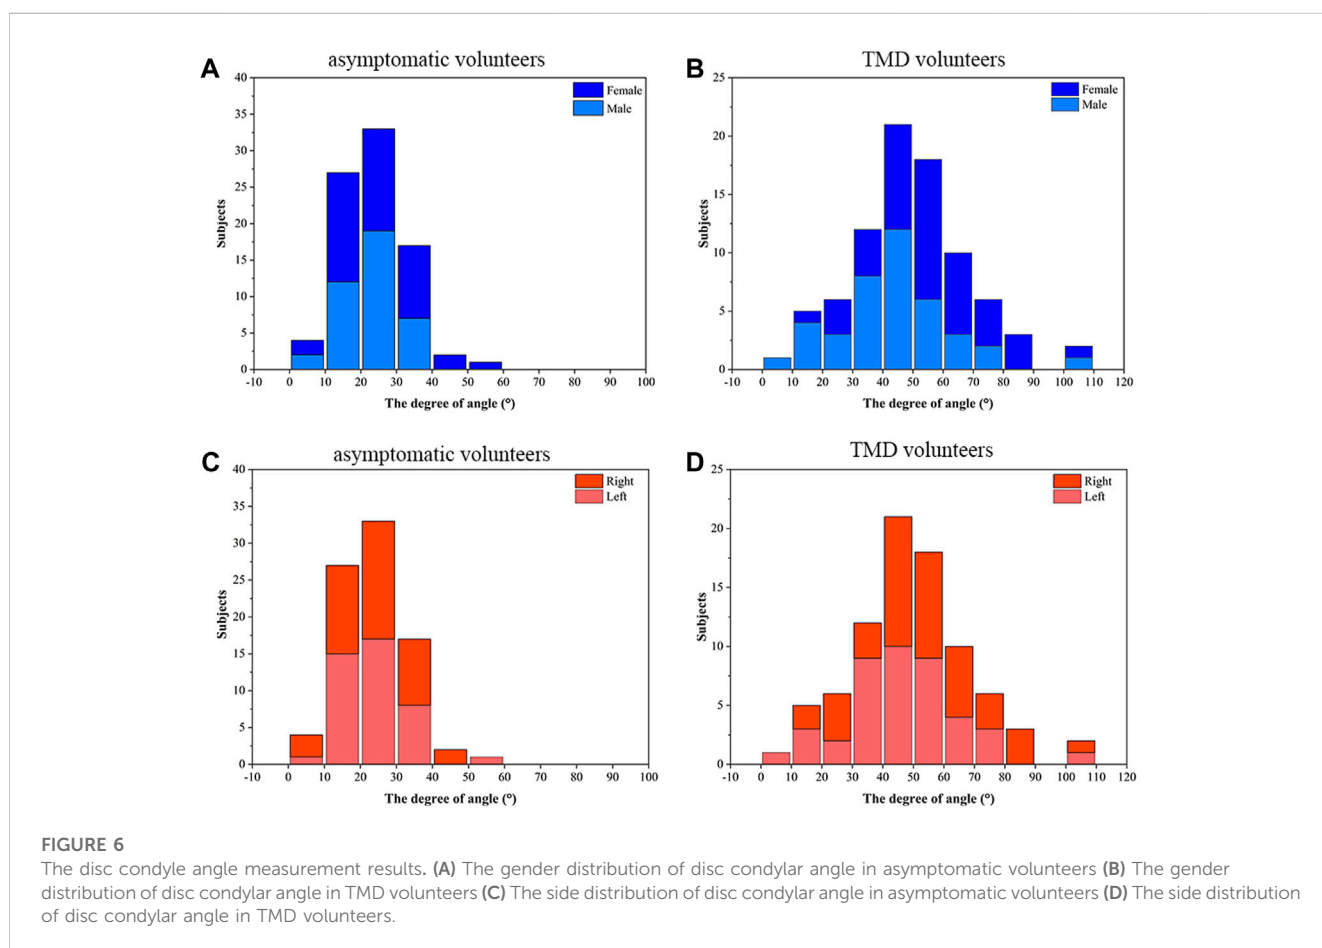 A
asymptomatic volunteers
40
35
30
25
20
15
10
5
0
Subjects
Female
Male
-10 0 10 20 30 40 50 60 70 80 90 100
The degree of angle (°)
B
TMD volunteers
25
20
15
10
5
0
Subjects
Female
Male
-10 0 10 20 30 40 50 60 70 80 90 100 110 120
The degree of angle (°)
C
asymptomatic volunteers
40
35
30
25
20
15
10
5
0
Subjects
Right
Left
-10 0 10 20 30 40 50 60 70 80 90 100
The degree of angle (°)
D
TMD volunteers
25
20
15
10
5
0
Subjects
Right
Left
-10 0 10 20 30 40 50 60 70 80 90 100 110 120
The degree of angle (°)
FIGURE 6
The disc condyle angle measurement results. (A) The gender distribution of disc condylar angle in asymptomatic volunteers (B) The gender
distribution of disc condylar angle in TMD volunteers (C) The side distribution of disc condylar angle in asymptomatic volunteers (D) The side distribution
of disc condylar angle in TMD volunteers.